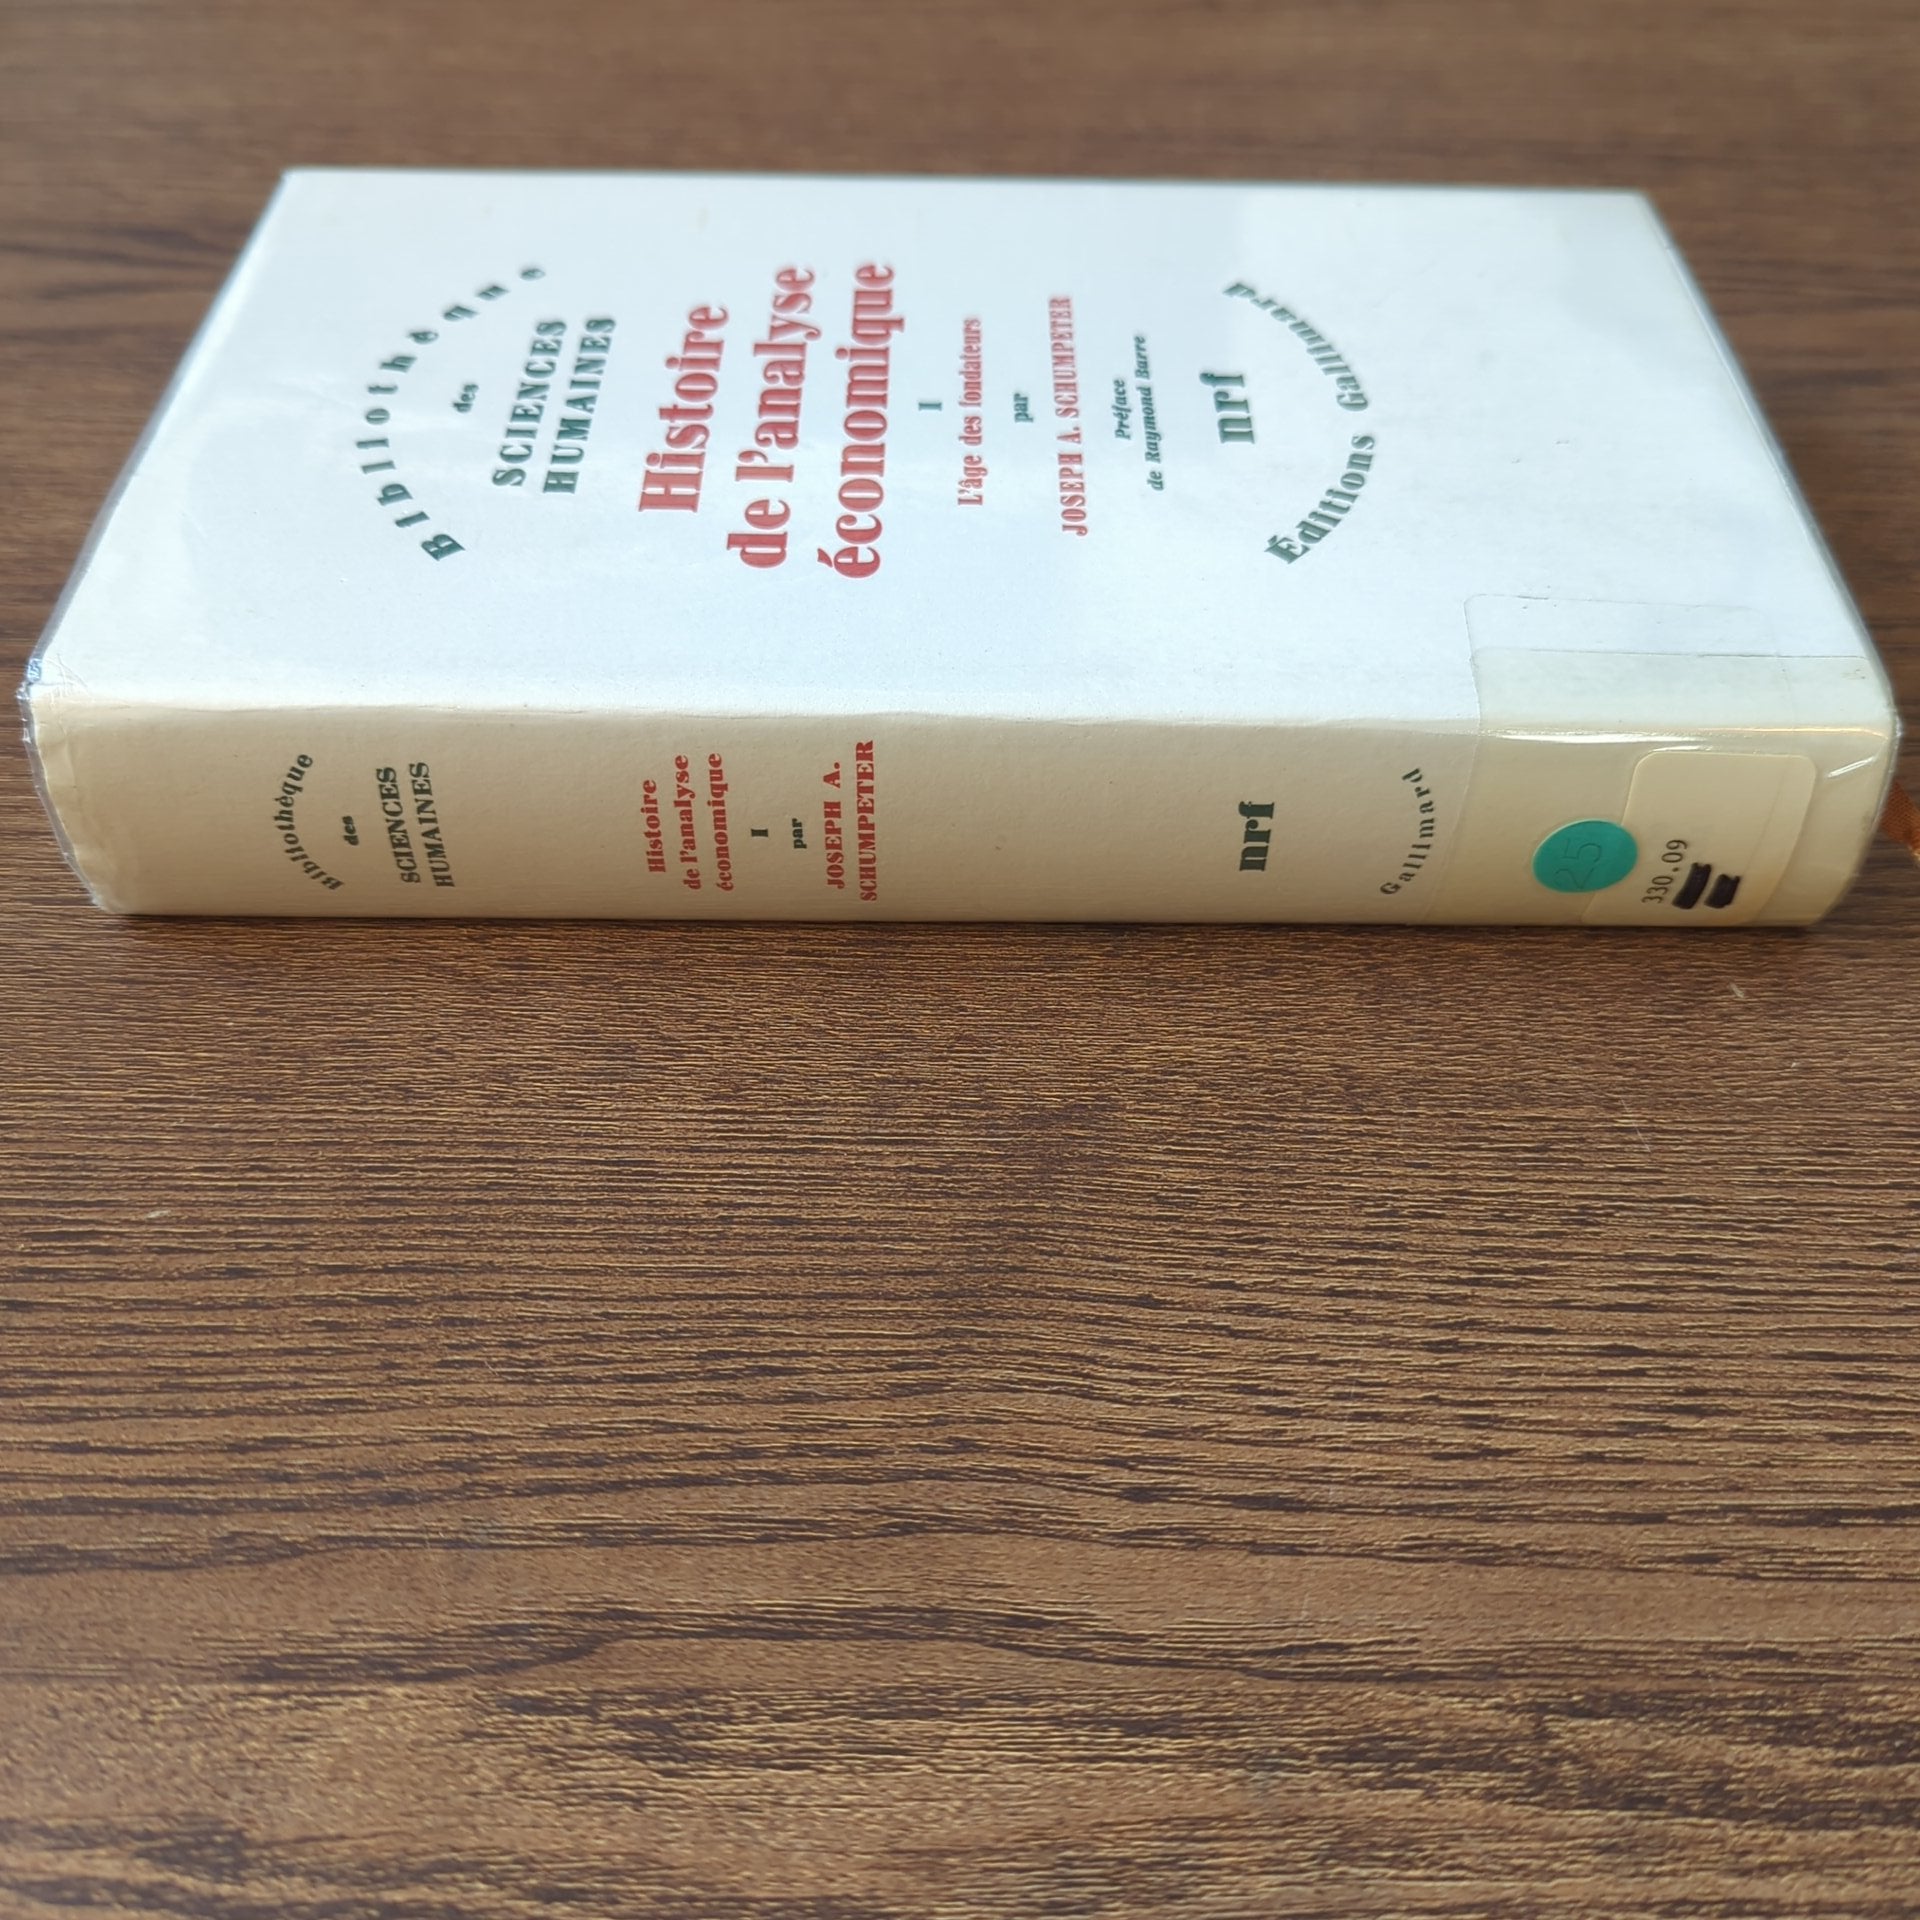 Bibliothèque
des
SCIENCES
HUMAINES
Histoire
de l'analyse
économique
I
L'âge des fondateurs
par
JOSEPH A. SCHUMPETER
Préface
de Raymond Barre
nrf
Éditions Gallimard
Bibliothèque
des
SCIENCES
HUMAINES
Histoire
de l'analyse
économique
I
par
JOSEPH A.
SCHUMPETER
nrf
Gallimard
25
330.09